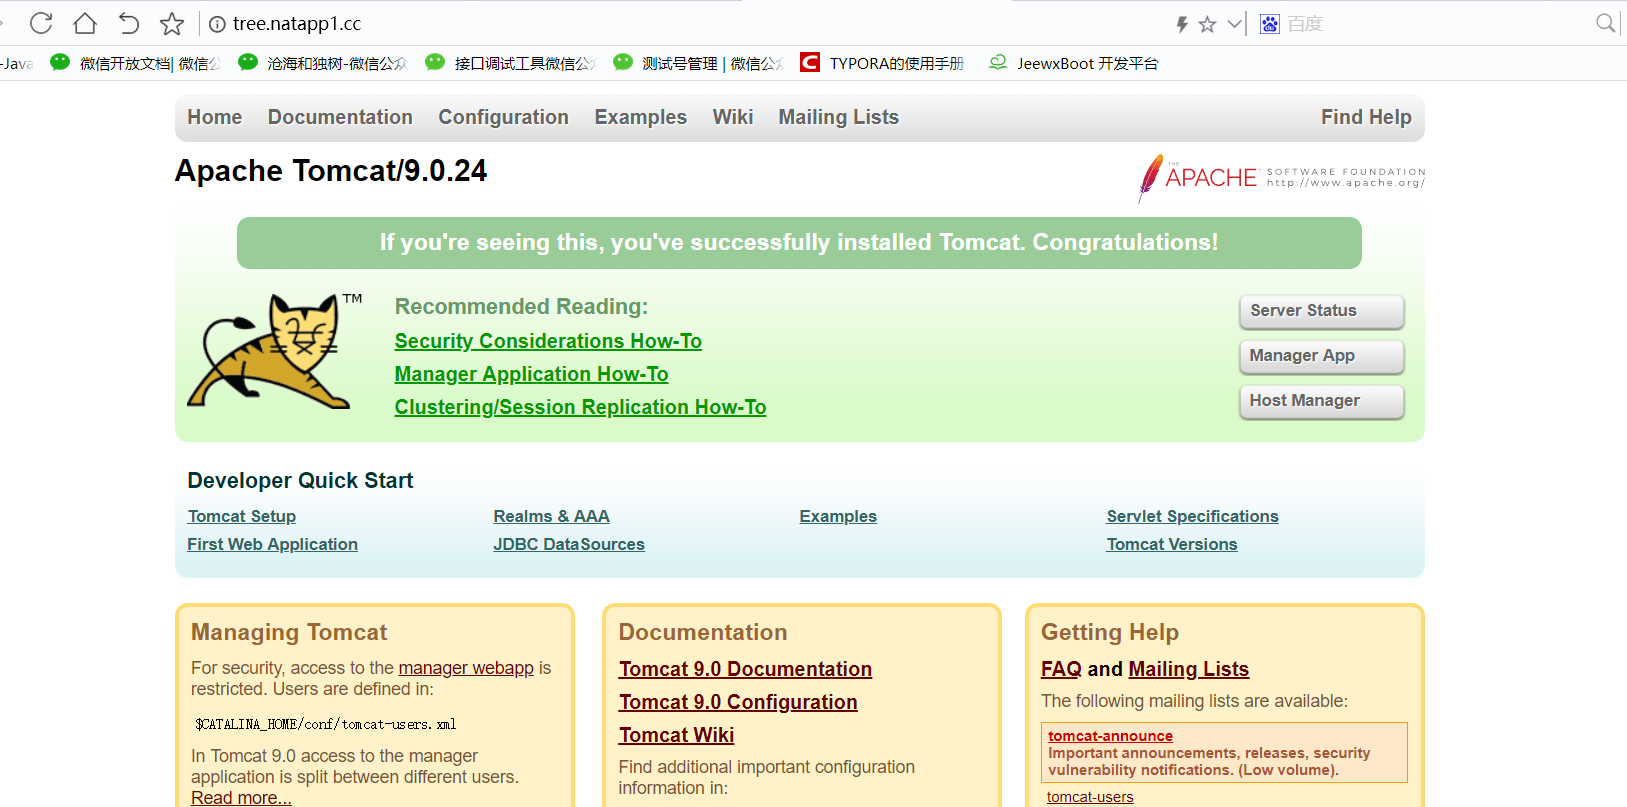 tree.natapp1.cc
百度
-Java
微信开放文档| 微信公
沧海和独树-微信公众
接口调试工具微信公
测试号管理 | 微信公
TYPORA的使用手册
JeewxBoot 开发平台
Home Documentation Configuration Examples Wiki Mailing Lists Find Help
Apache Tomcat/9.0.24
THE
APACHE
SOFTWARE FOUNDATION
http://www.apache.org/
If you're seeing this, you've successfully installed Tomcat. Congratulations!
TM
Recommended Reading:
Security Considerations How-To
Manager Application How-To
Clustering/Session Replication How-To
Server Status
Manager App
Host Manager
Developer Quick Start
Tomcat Setup
First Web Application
Realms & AAA
JDBC DataSources
Examples
Servlet Specifications
Tomcat Versions
Managing Tomcat
For security, access to the manager webapp is
restricted. Users are defined in:
$CATALINA_HOME/conf/tomcat-users.xml
In Tomcat 9.0 access to the manager
application is split between different users.
Read more...
Documentation
Tomcat 9.0 Documentation
Tomcat 9.0 Configuration
Tomcat Wiki
Find additional important configuration
information in:
Getting Help
FAQ and Mailing Lists
The following mailing lists are available:
tomcat-announce
Important announcements, releases, security
vulnerability notifications. (Low volume).
tomcat-users